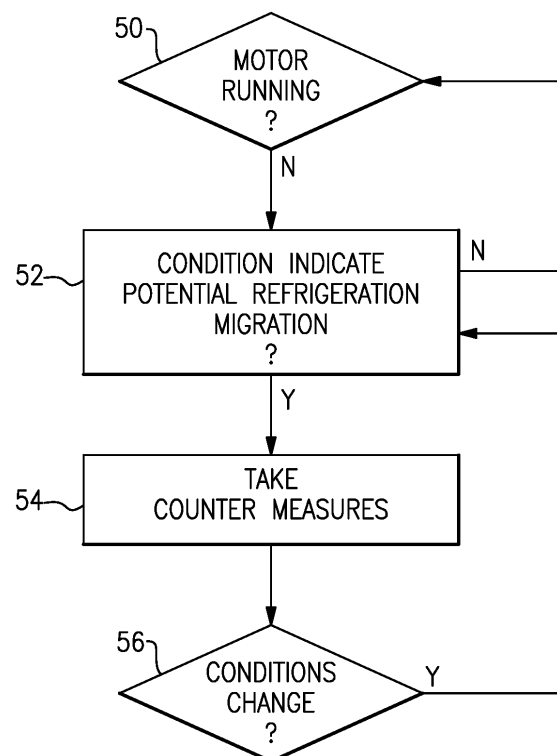 50
MOTOR
RUNNING
?
N
52
CONDITION INDICATE
POTENTIAL REFRIGERATION
MIGRATION
?
N
Y
54
TAKE
COUNTER MEASURES
56
CONDITIONS
CHANGE
?
Y